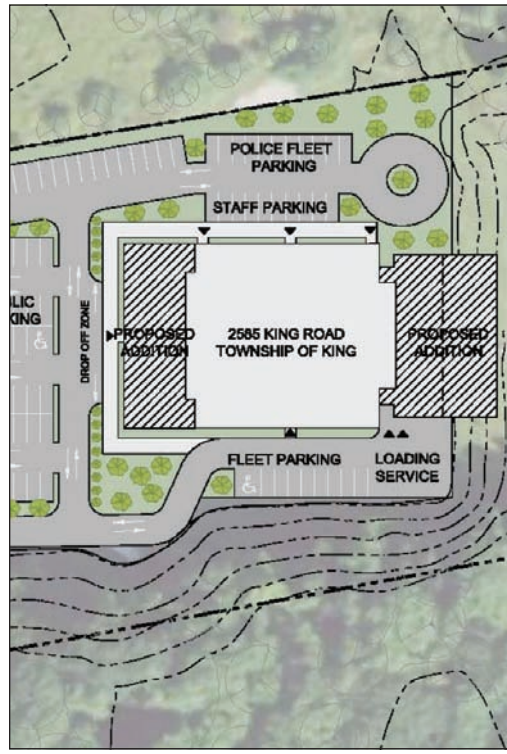 POLICE FLEET
PARKING
STAFF PARKING
LIC
KING
DROP OFF ZONE
PROPOSED
ADDITION
2585 KING ROAD
TOWNSHIP OF KING
PROPOSED
ADDITION
FLEET PARKING
LOADING
SERVICE